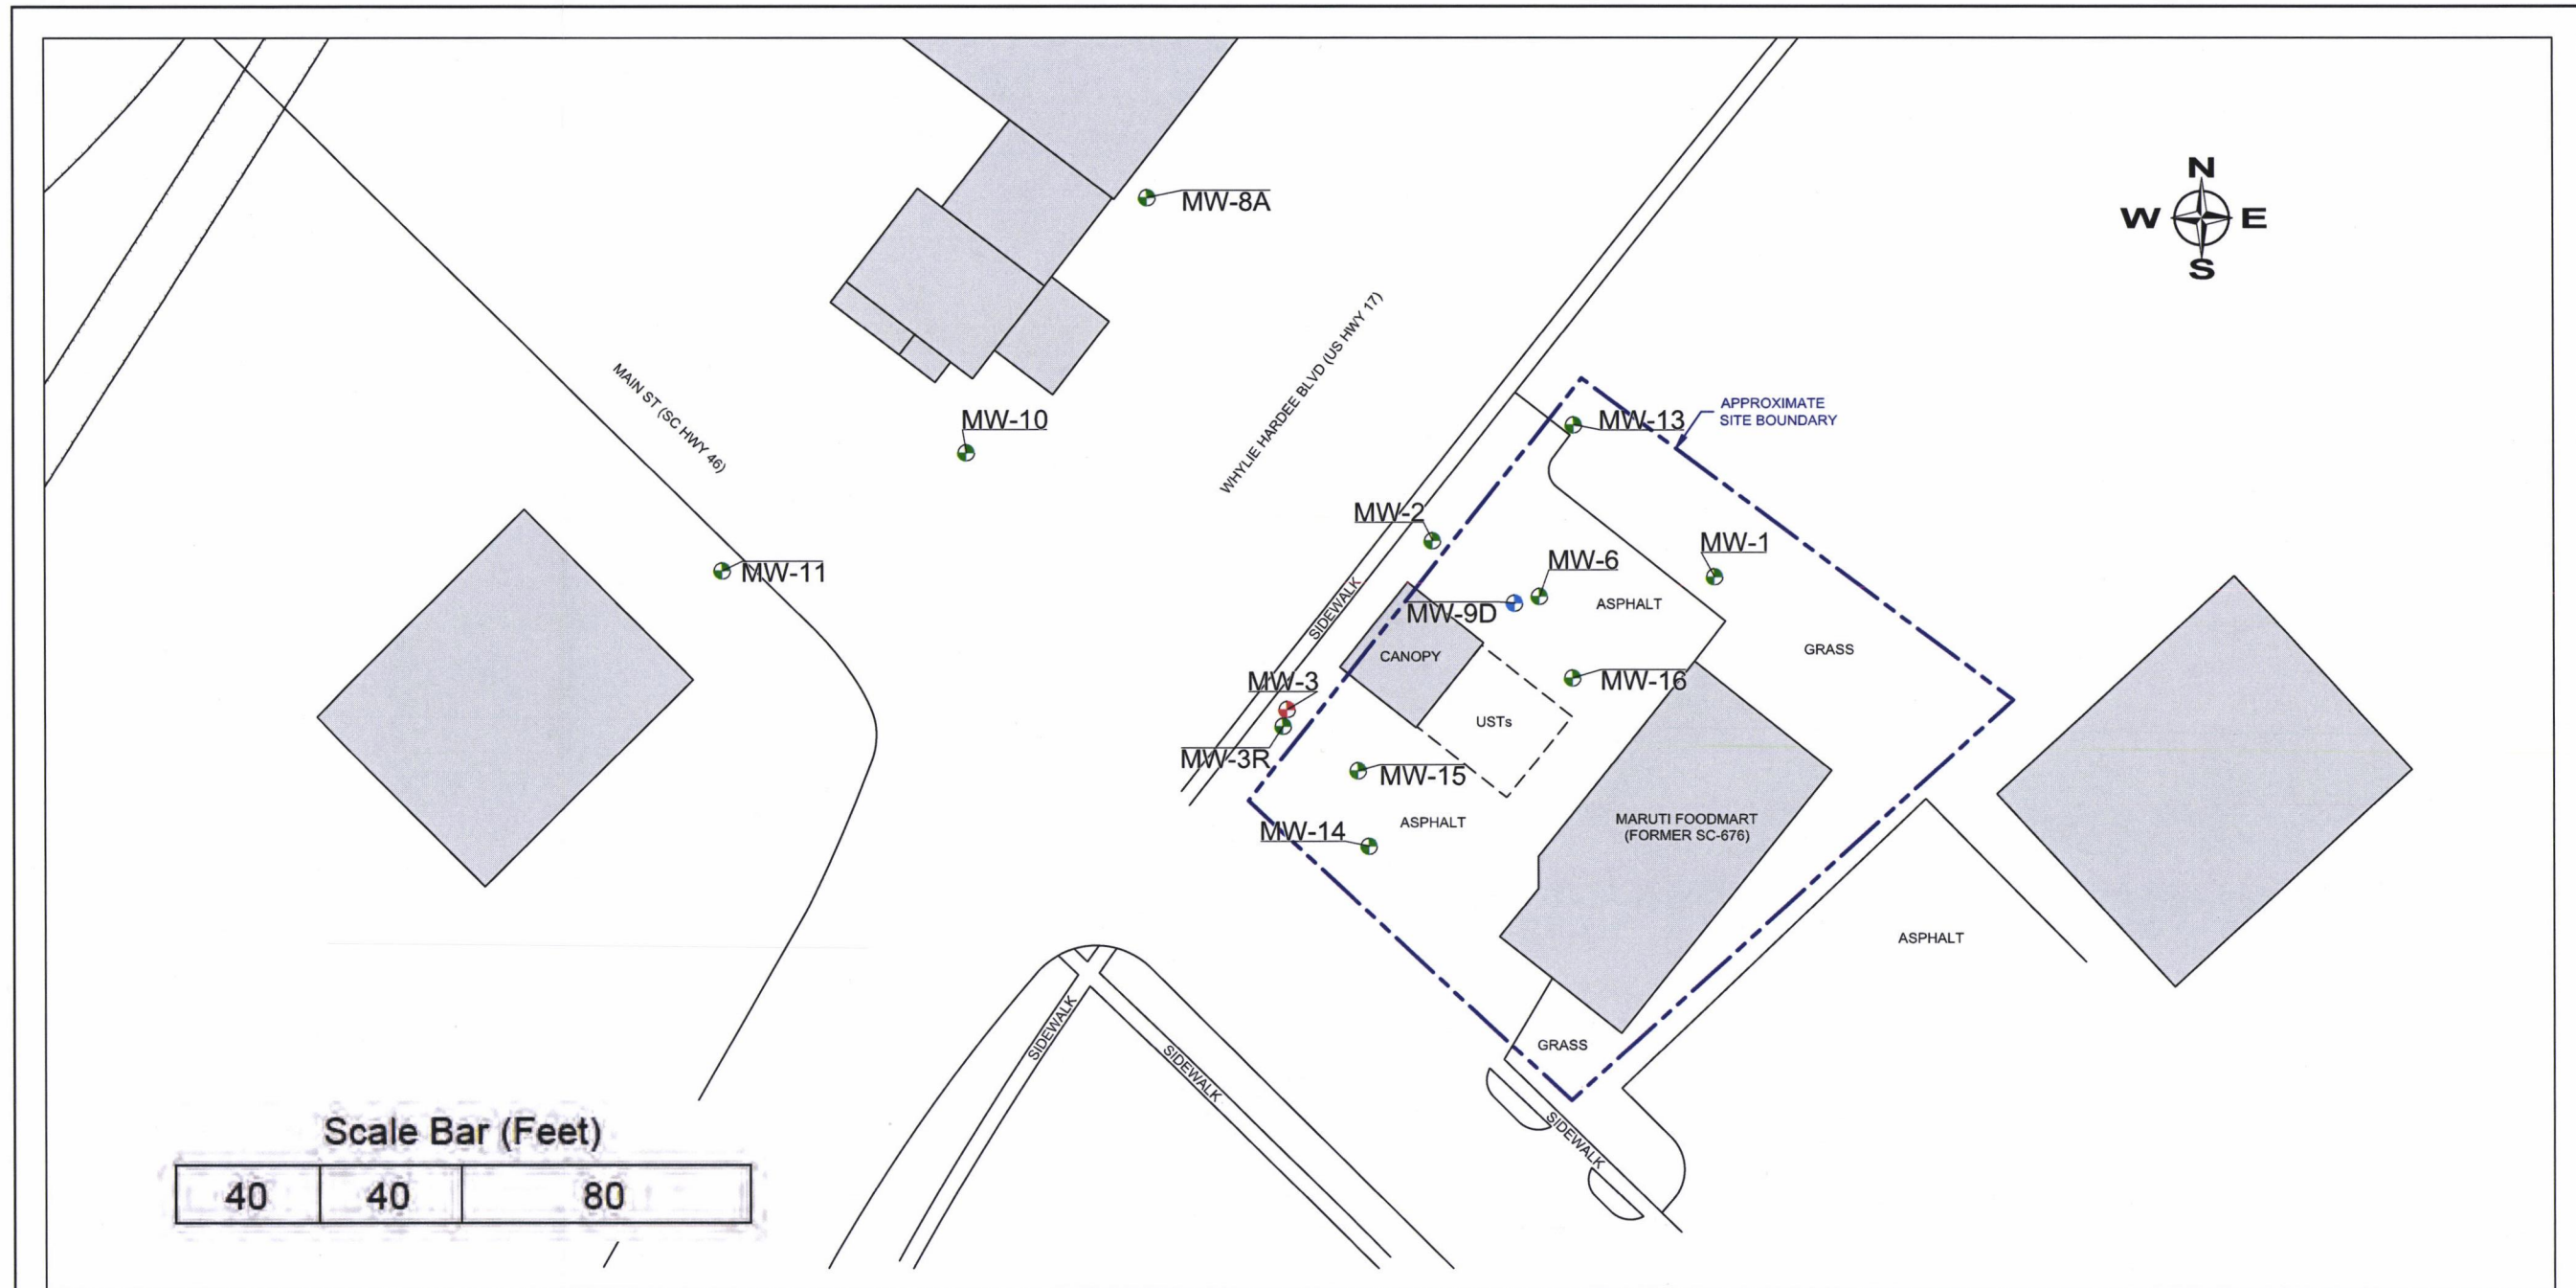 N
W E
S
MW-8A
MAIN ST (SC HWY 46)
WHYLIE HARDEE BLVD (US HWY 17)
APPROXIMATE
SITE BOUNDARY
MW-10
MW-13
MW-2
MW-1
MW-6
MW-11
MW-9D
ASPHALT
SIDEWALK
GRASS
CANOPY
MW-3
MW-16
USTs
MW-3R
MW-15
MARUTI FOODMART
(FORMER SC-676)
ASPHALT
MW-14
ASPHALT
SIDEWALK
SIDEWALK
GRASS
SIDEWALK
Scale Bar (Feet)
40 40 80